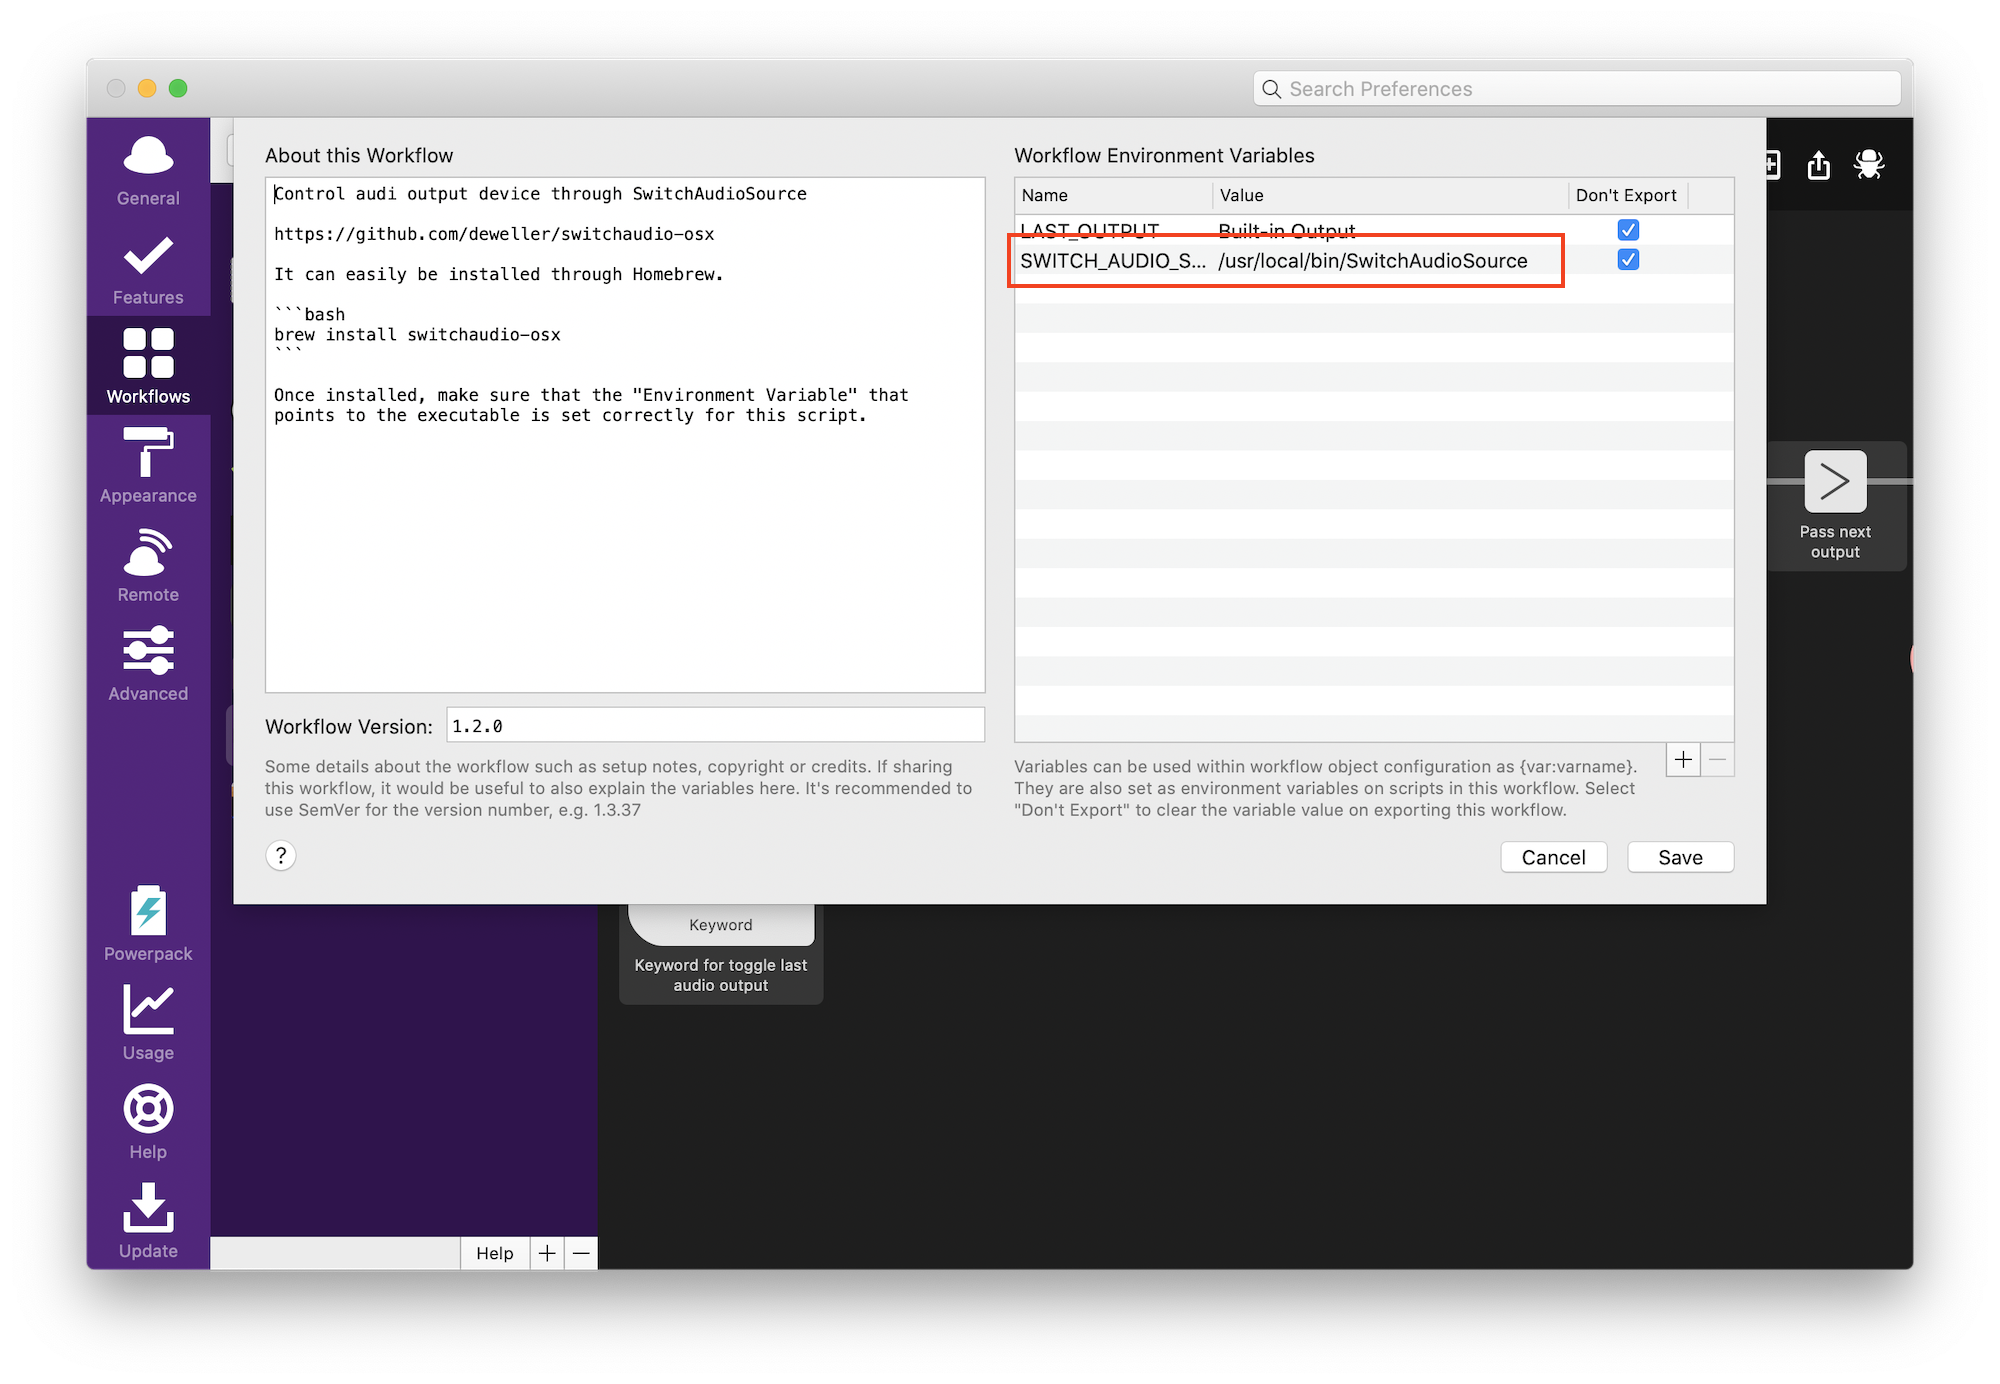 Search Preferences
General
Features
Workflows
Appearance
Remote
Advanced
Powerpack
Usage
Help
Update
About this Workflow
Control audi output device through SwitchAudioSource
https://github.com/deweller/switchaudio-osx
It can easily be installed through Homebrew.
```bash
brew install switchaudio-osx
```
Once installed, make sure that the "Environment Variable" that
points to the executable is set correctly for this script.
Workflow Version: 1.2.0
Some details about the workflow such as setup notes, copyright or credits. If sharing
this workflow, it would be useful to also explain the variables here. It's recommended to
use SemVer for the version number, e.g. 1.3.37
?
Workflow Environment Variables
Name Value Don't Export
LAST_OUTPUT Built-in Output
SWITCH_AUDIO_S... /usr/local/bin/SwitchAudioSource
Variables can be used within workflow object configuration as {var:varname}.
They are also set as environment variables on scripts in this workflow. Select
"Don't Export" to clear the variable value on exporting this workflow.
Cancel Save
Pass next
output
Keyword
Keyword for toggle last
audio output
Help + −